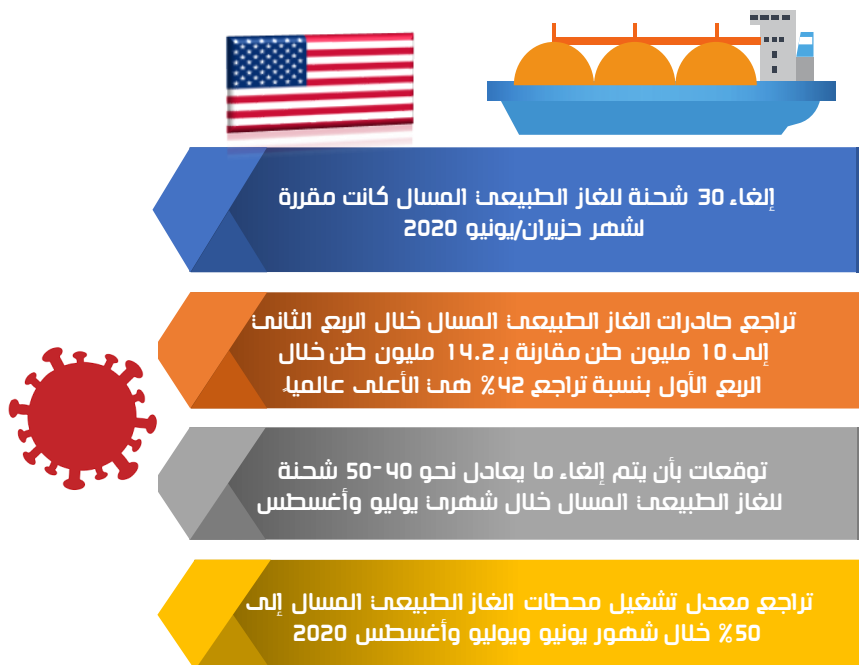 إلغاء 30 شحنة للغاز الطبيعي المسال كانت مقررة
لشهر حزيران/يونيو 2020
تراجع صادرات الغاز الطبيعي المسال خلال الربع الثاني
إلى 10 مليون طن مقارنة بـ 14.2 مليون طن خلال
الربع الأول بنسبة تراجع 42% هي الأعلى عالمياً
توقعات بأن يتم إلغاء ما يعادل نحو 40-50 شحنة
للغاز الطبيعي المسال خلال شهري يوليو وأغسطس
تراجع معدل تشغيل محطات الغاز الطبيعي المسال إلى
50% خلال شهور يونيو ويوليو وأغسطس 2020